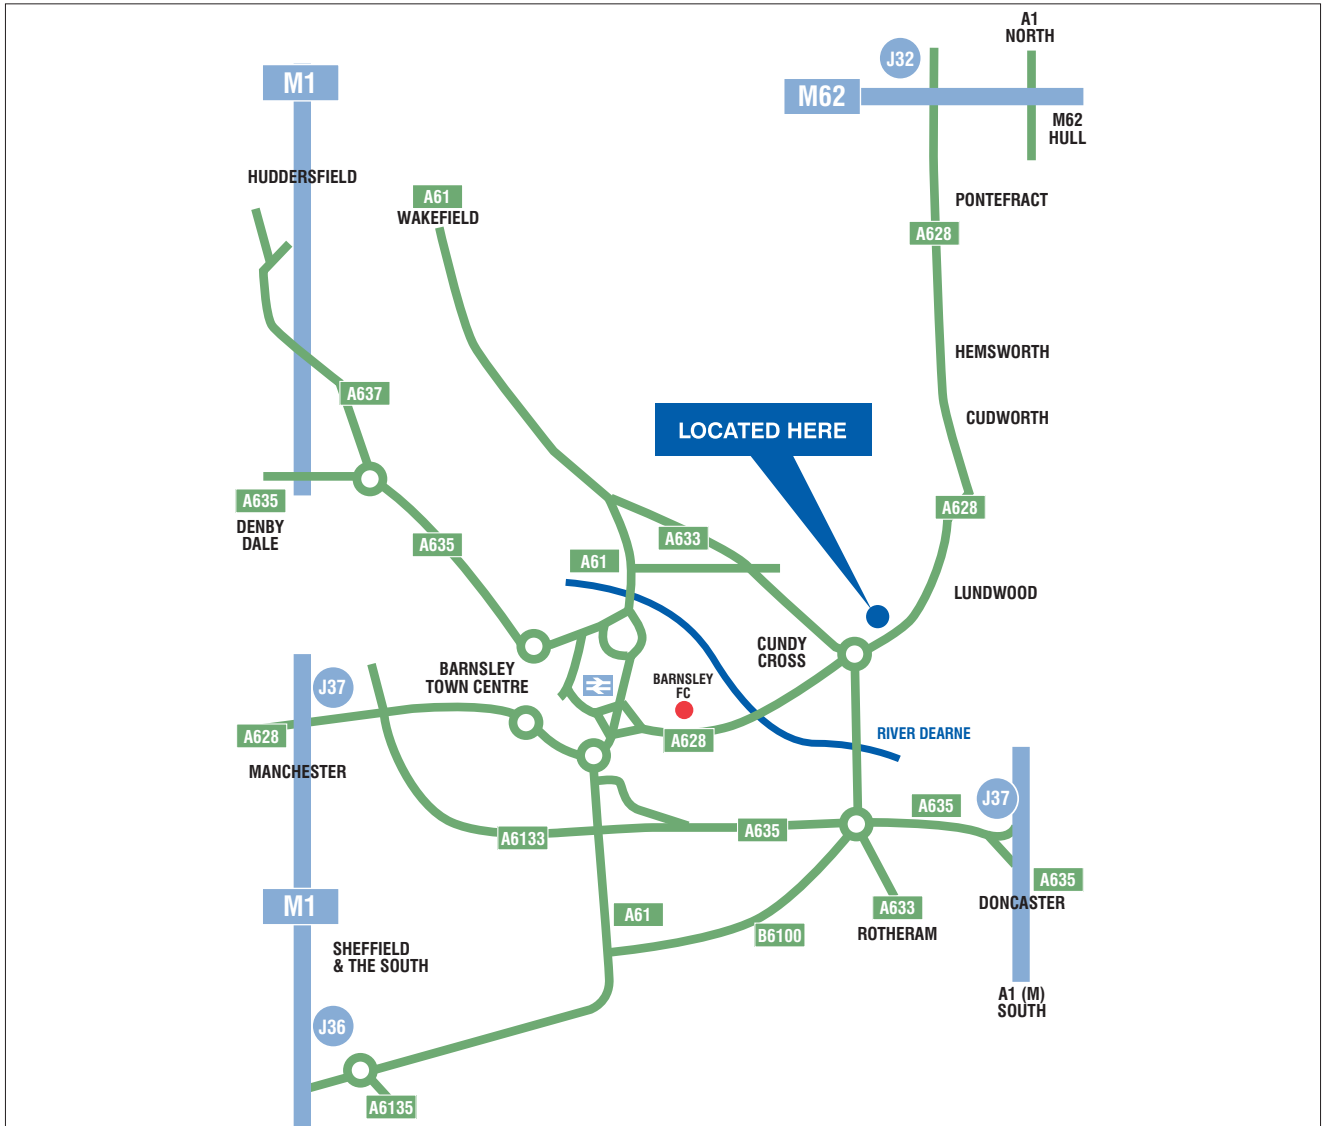 A1
NORTH
J32
M1
M62
M62
HULL
HUDDERSFIELD
A61
WAKEFIELD
PONTEFRACT
A628
HEMSWORTH
A637
CUDWORTH
LOCATED HERE
A635
DENBY
DALE
A628
A635
A633
A61
LUNDWOOD
CUNDY
CROSS
BARNSLEY
TOWN CENTRE
BARNSLEY
FC
J37
A628
A628
RIVER DEARNE
MANCHESTER
J37
A635
A6133
A635
A635
DONCASTER
M1
A61
A633
ROTHERAM
B6100
SHEFFIELD
& THE SOUTH
A1 (M)
SOUTH
J36
A6135